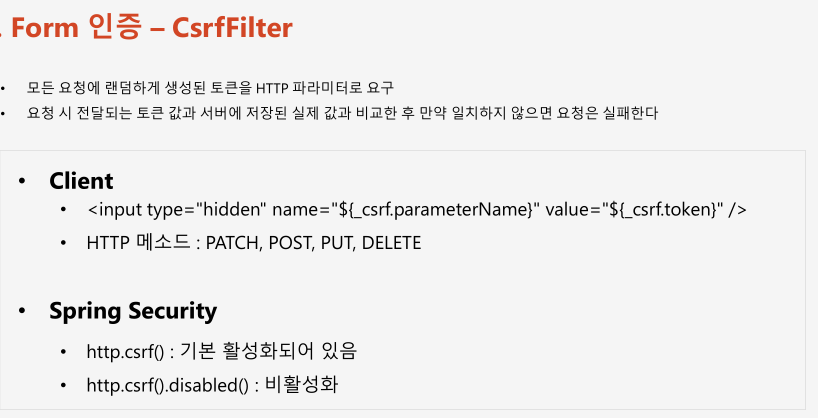 . Form 인증 – CsrfFilter
• 모든 요청에 랜덤하게 생성된 토큰을 HTTP 파라미터로 요구
• 요청 시 전달되는 토큰 값과 서버에 저장된 실제 값과 비교한 후 만약 일치하지 않으면 요청은 실패한다
• Client
• <input type="hidden" name="${_csrf.parameterName}" value="${_csrf.token}" />
• HTTP 메소드 : PATCH, POST, PUT, DELETE
• Spring Security
• http.csrf() : 기본 활성화되어 있음
• http.csrf().disabled() : 비활성화